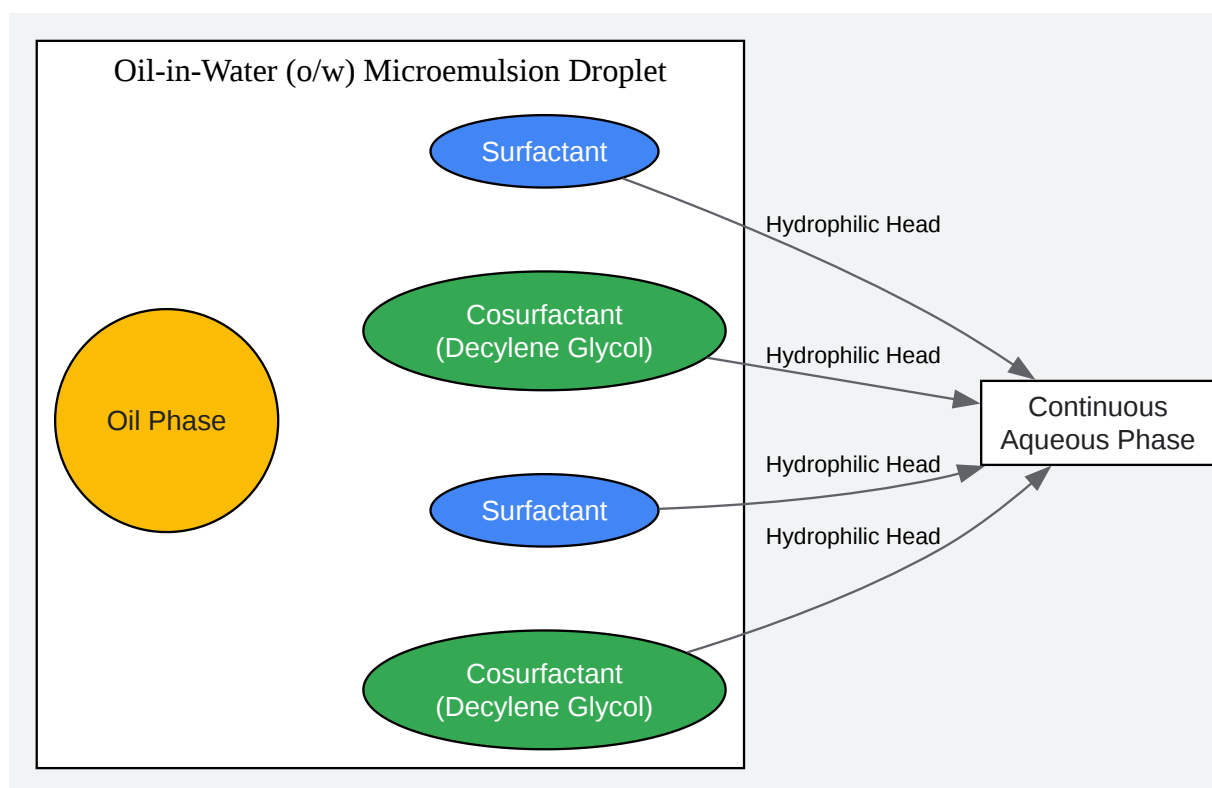 Oil-in-Water (o/w) Microemulsion Droplet
Surfactant
Hydrophilic Head
Cosurfactant
(Decylene Glycol)
Hydrophilic Head
Oil Phase
Continuous
Aqueous Phase
Hydrophilic Head
Surfactant
Hydrophilic Head
Cosurfactant
(Decylene Glycol)